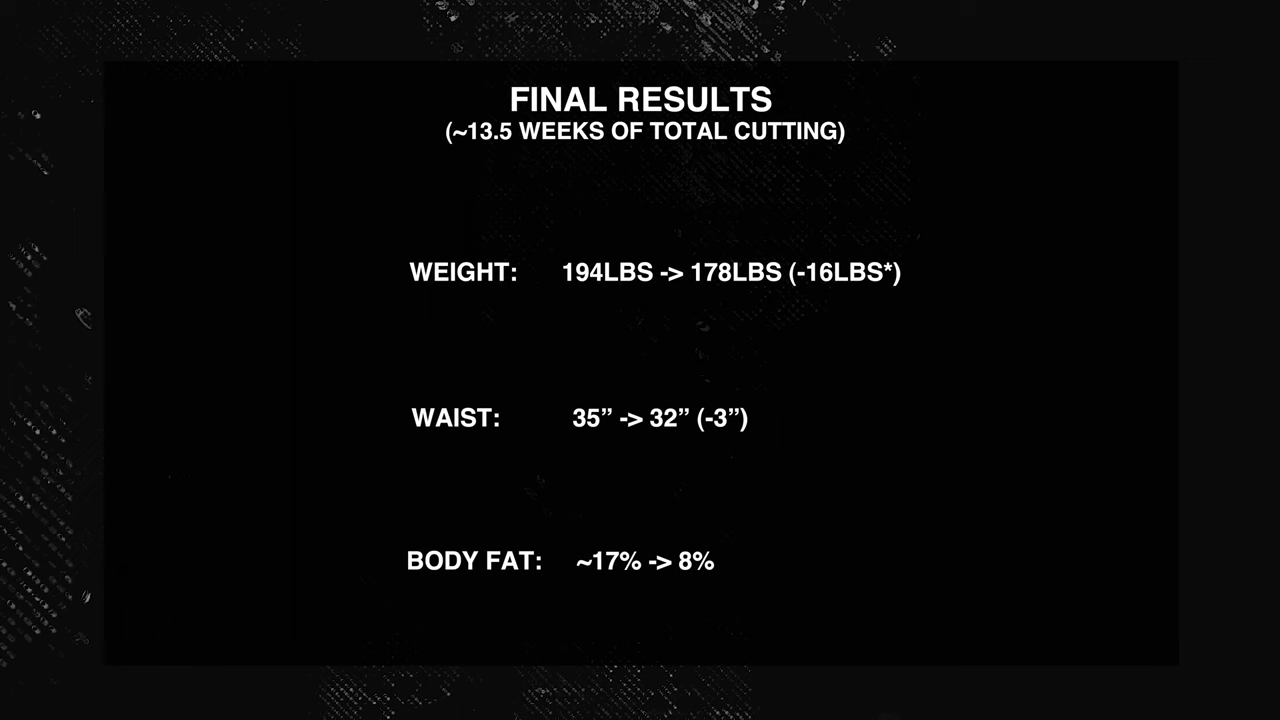 FINAL RESULTS
(~13.5 WEEKS OF TOTAL CUTTING)
WEIGHT: 194LBS -> 178LBS (-16LBS*)
WAIST: 35” -> 32” (-3”)
BODY FAT: ~17% -> 8%